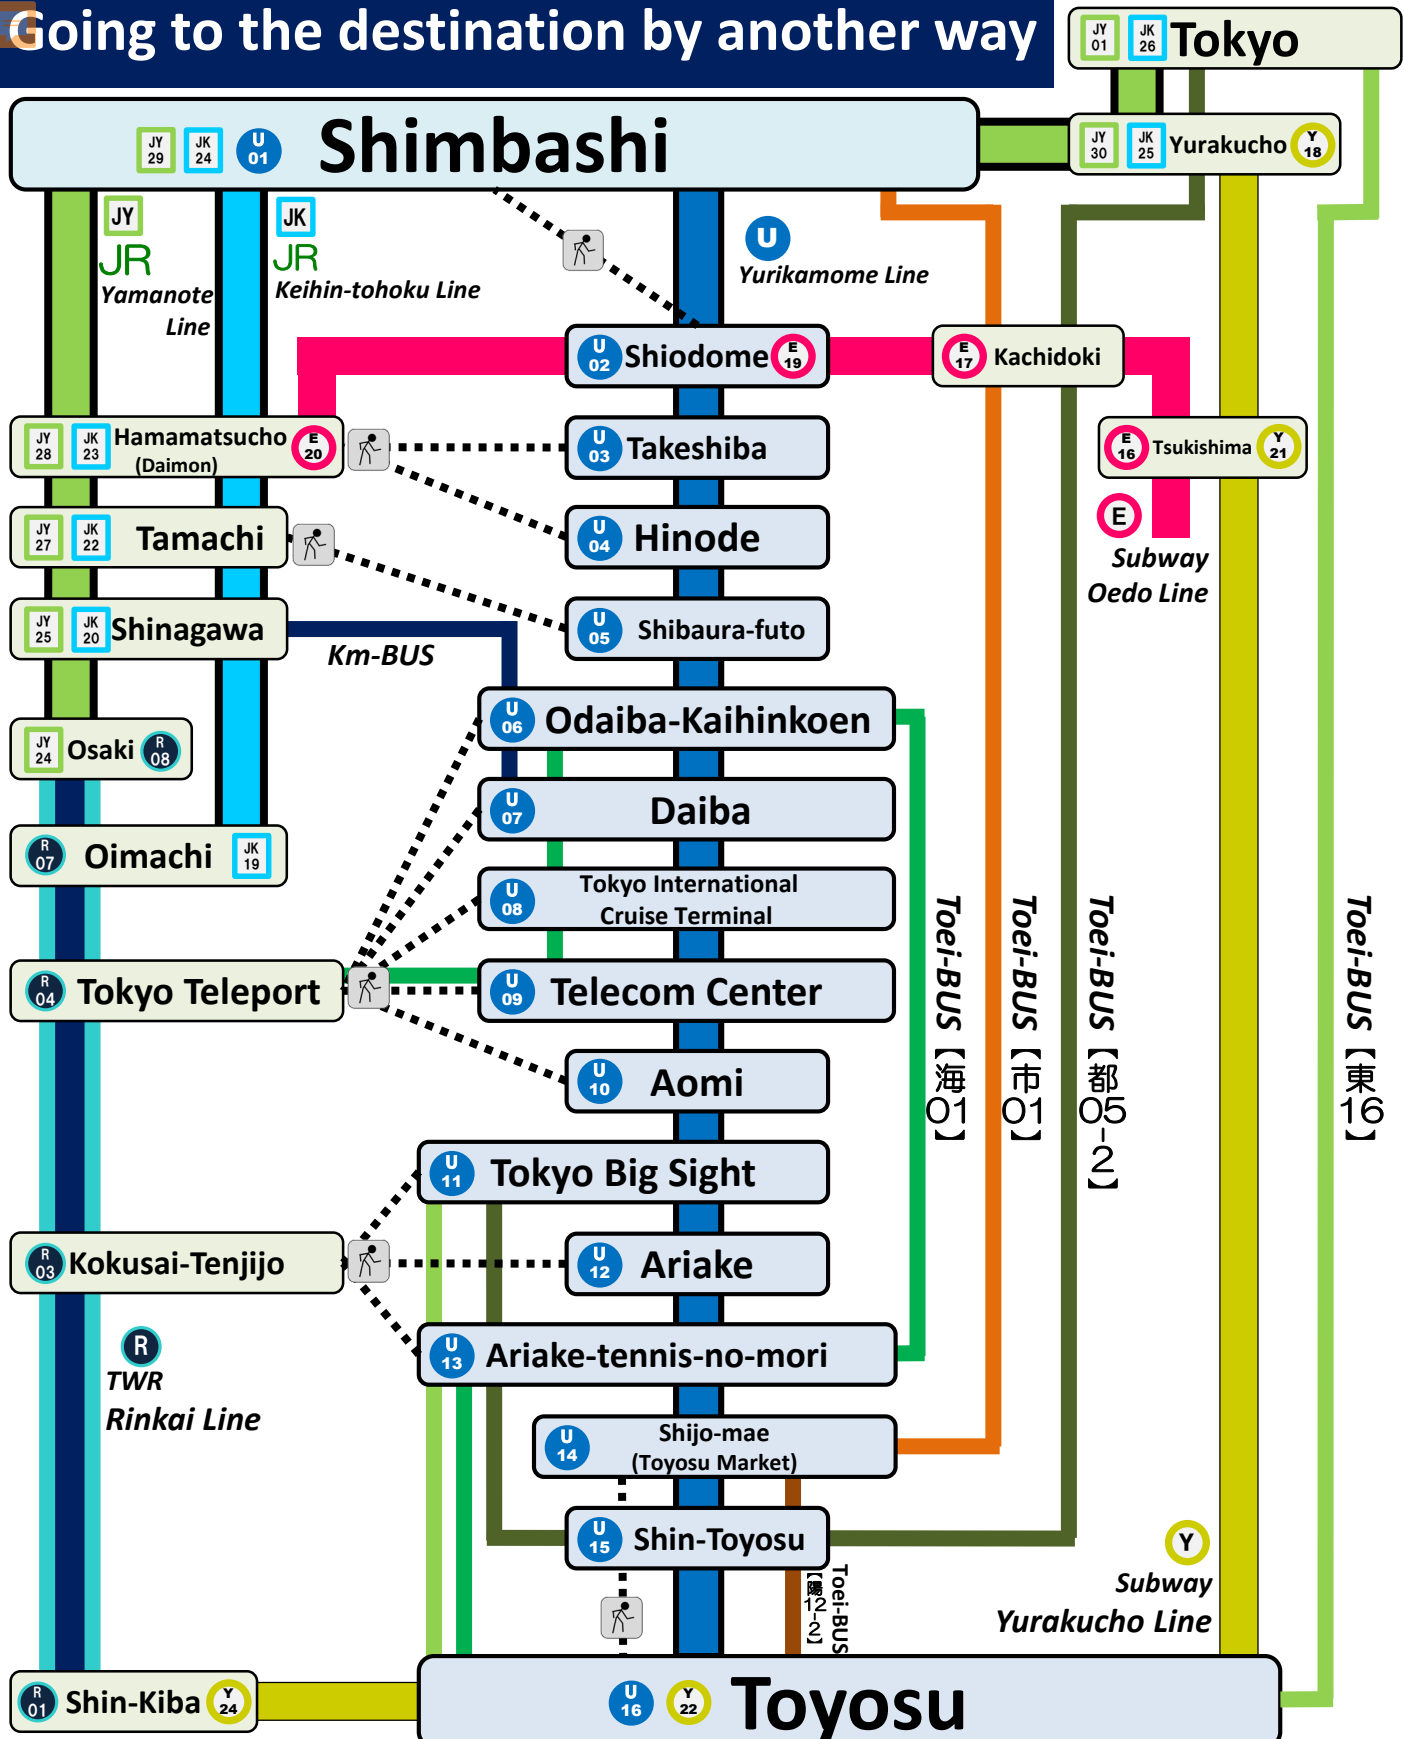 Going to the destination by another way
JY
01
JK
26
Tokyo
JY
29
JK
24
U
01
Shimbashi
JY
30
JK
25
Yurakucho
Y
18
JY
JR
Yamanote
Line
JK
JR
Keihin-tohoku Line
U
Yurikamome Line
U
02
Shiodome
E
19
E
17
Kachidoki
JY
28
JK
23
Hamamatsucho
(Daimon)
E
20
U
03
Takeshiba
E
16
Tsukishima
Y
21
JY
27
JK
22
Tamachi
U
04
Hinode
E
Subway
Oedo Line
JY
25
JK
20
Shinagawa
Km-BUS
U
05
Shibaura-futo
JY
24
Osaki
R
08
U
06
Odaiba-Kaihinkoen
U
07
Daiba
R
07
Oimachi
JK
19
U
08
Tokyo International
Cruise Terminal
R
04
Tokyo Teleport
U
09
Telecom Center
U
10
Aomi
Toei-BUS【海01】
Toei-BUS【市01】
Toei-BUS【都05-2】
Toei-BUS【東16】
U
11
Tokyo Big Sight
R
03
Kokusai-Tenjijo
U
12
Ariake
U
13
Ariake-tennis-no-mori
R
TWR
Rinkai Line
U
14
Shijo-mae
(Toyosu Market)
U
15
Shin-Toyosu
Toei-BUS
【陽12-2】
Y
Subway
Yurakucho Line
R
01
Shin-Kiba
Y
24
U
16
Y
22
Toyosu